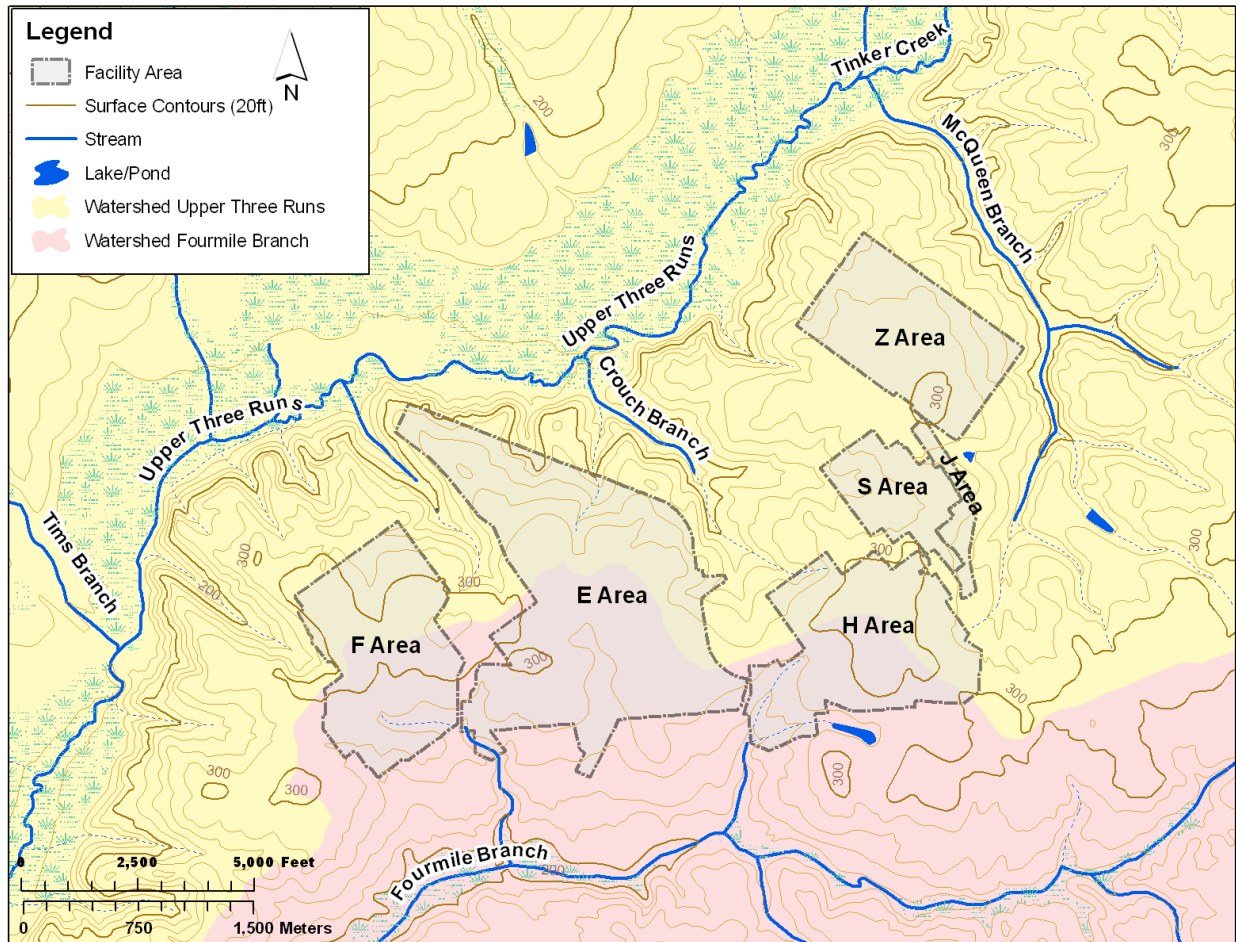 Legend
N
Facility Area
Surface Contours (20ft)
Stream
Lake/Pond
Watershed Upper Three Runs
Watershed Fourmile Branch
Tinker Creek
McQueen Branch
200
300
Upper Three Runs
Z Area
Crouch Branch
300
Upper Three Runs
J Area
S Area
Tims Branch
300
300
300
200
300
E Area
H Area
F Area
300
300
300
300
300
0 2,500 5,000 Feet
Fourmile Branch
200
0 750 1,500 Meters